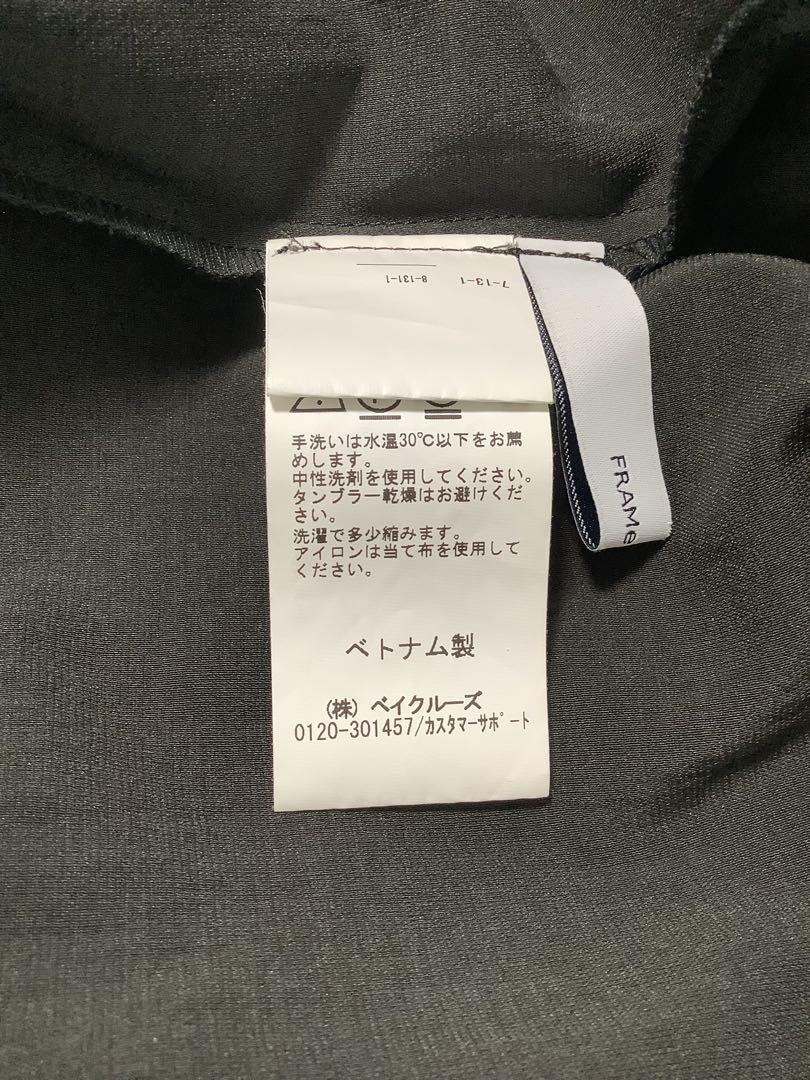 7-13-1
8-131-1
手洗いは水温30℃以下をお薦
めします。
中性洗剤を使用してください。
タンブラー乾燥はお避けくだ
さい。
洗濯で多少縮みます。
アイロンは当て布を使用して
ください。
ベトナム製
(株) ベイクルーズ
0120-301457/カスタマーサポート
FRAMe